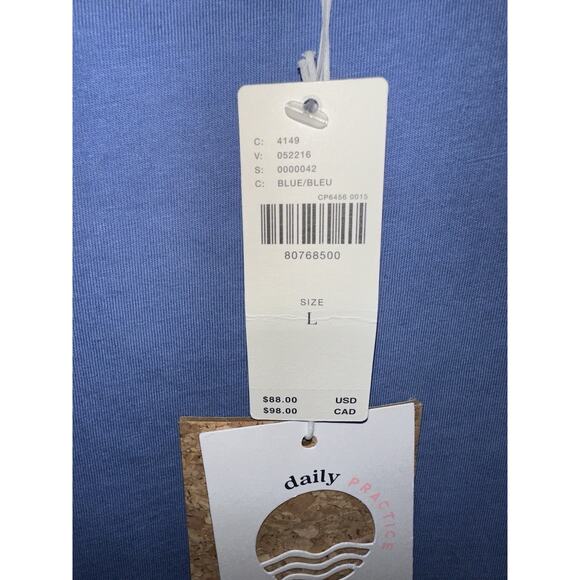 C: 4149
V: 052216
S: 0000042
C: BLUE/BLEU
CP6456 0015
80768500
SIZE
L
$88.00 USD
$98.00 CAD
daily PRACTICE